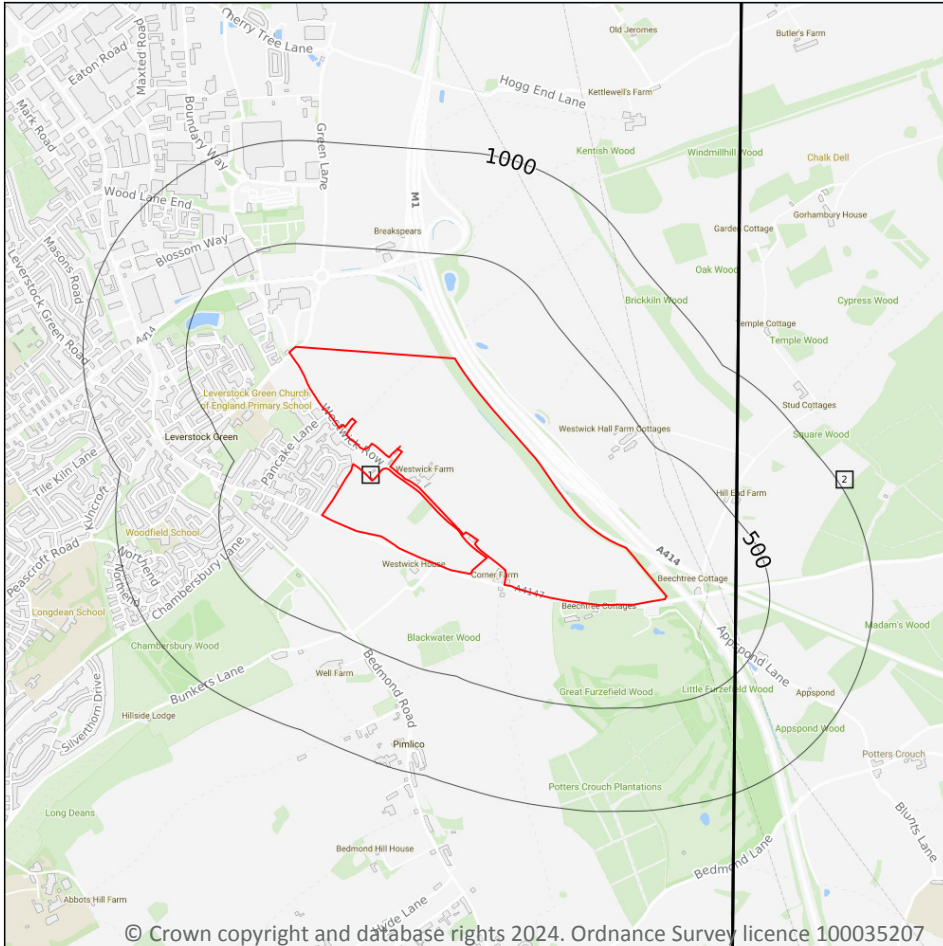 Cherry Tree Lane
Old Jeromes
Butler's Farm
Eaton Road
Maxted Road
Hogg End Lane
Kettlewell's Farm
Mark Road
Boundary Way
Green Lane
1000
Kentish Wood
Windmillhill Wood
Chalk Dell
Wood Lane End
M1
Gorhambury House
Breakspears
Garden Cottage
Masons Road
Blossom Way
Oak Wood
Leverstock Green Road
Brickkiln Wood
Cypress Wood
A414
Temple Cottage
Temple Wood
Leverstock Green Church
of England Primary School
Stud Cottages
Westwick Row
Westwick Hall Farm Cottages
Square Wood
Leverstock Green
Pancake Lane
Tile Kiln Lane
1
Westwick Farm
2
Hill End Farm
Kuncroft
Woodfield School
500
Peascroft Road
Northend
Northend
Chambersbury Lane
A414
Westwick House
Corner Farm
Beechtree Cottage
A4147
Beechtree Cottages
Longdean School
Madam's Wood
Chambersbury Wood
Blackwater Wood
Appspond Lane
Bunkers Lane
Well Farm
Bedmond Road
Great Furzefield Wood
Little Furzefield Wood
Appspond
Silverthorn Drive
Hillside Lodge
Appspond Wood
Pimlico
Potters Crouch
Potters Crouch Plantations
Long Deans
Blunts Lane
Bedmond Hill House
Bedmond Lane
Abbots Hill Farm
Hyde Lane
© Crown copyright and database rights 2024. Ordnance Survey licence 100035207